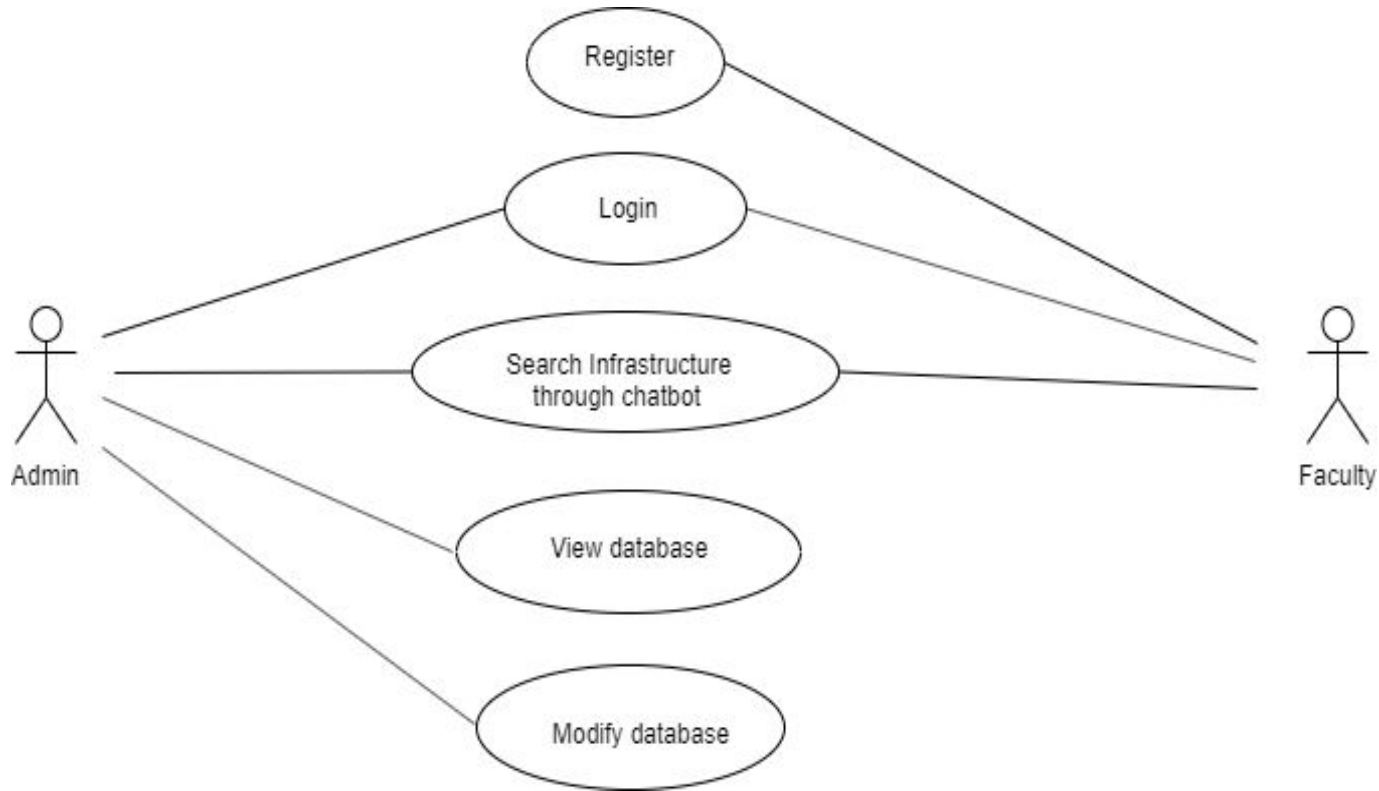 Register
Login
Search Infrastructure
through chatbot
Admin
Faculty
View database
Modify database